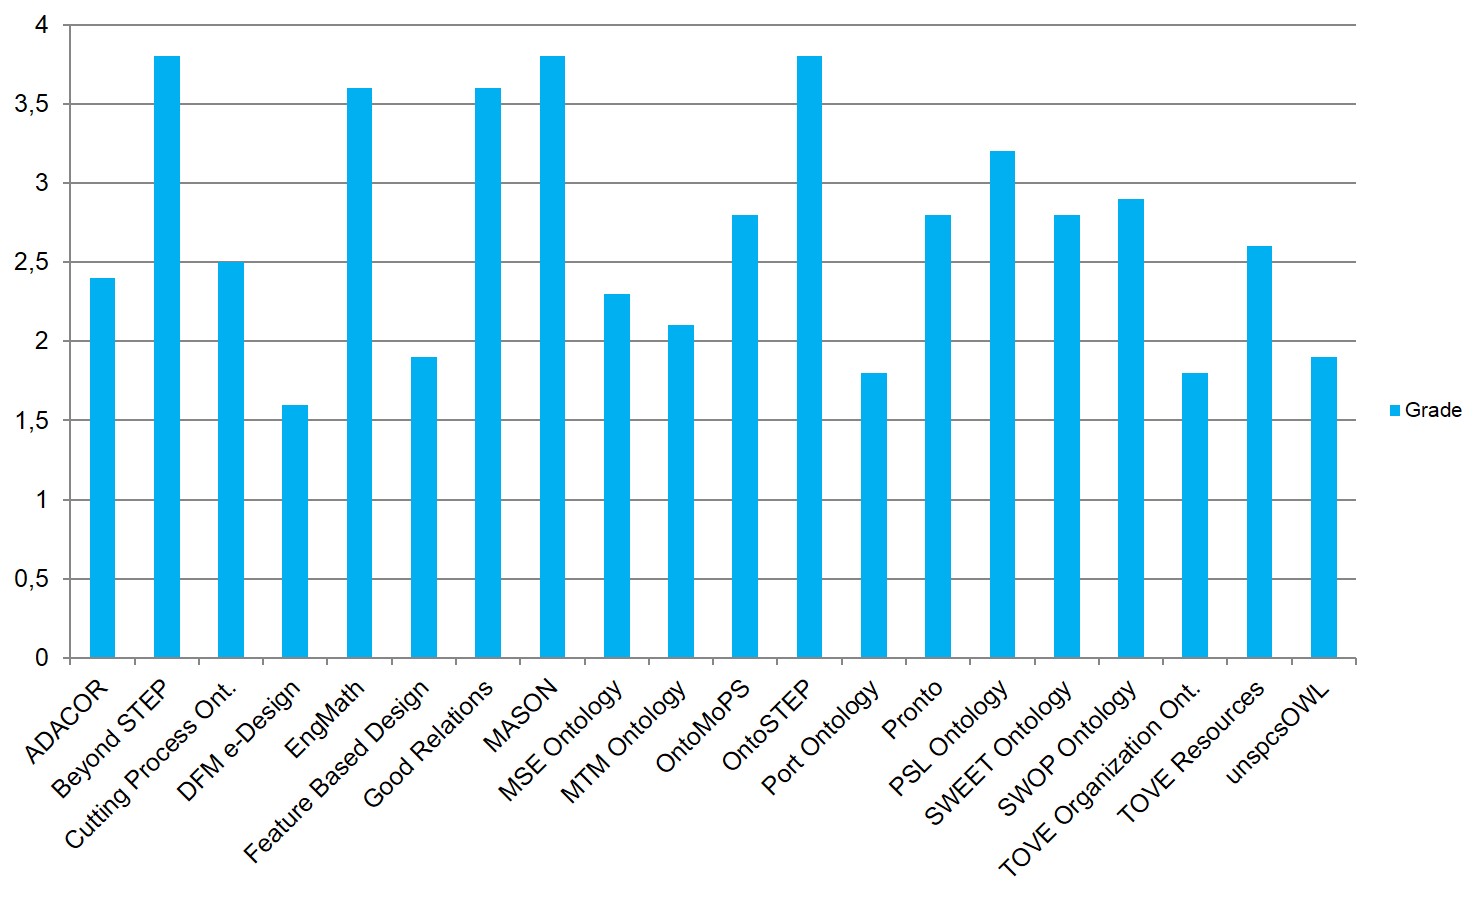 4
3,5
3
2,5
2
1,5
1
0,5
0
ADACOR
Beyond STEP
Cutting Process Ont.
DFM e-Design
EngMath
Feature Based Design
Good Relations
MASON
MSE Ontology
MTM Ontology
OntoMoPS
OntoSTEP
Port Ontology
Pronto
PSL Ontology
SWEET Ontology
SWOP Ontology
TOVE Organization Ont.
TOVE Resources
unspcsOWL
Grade